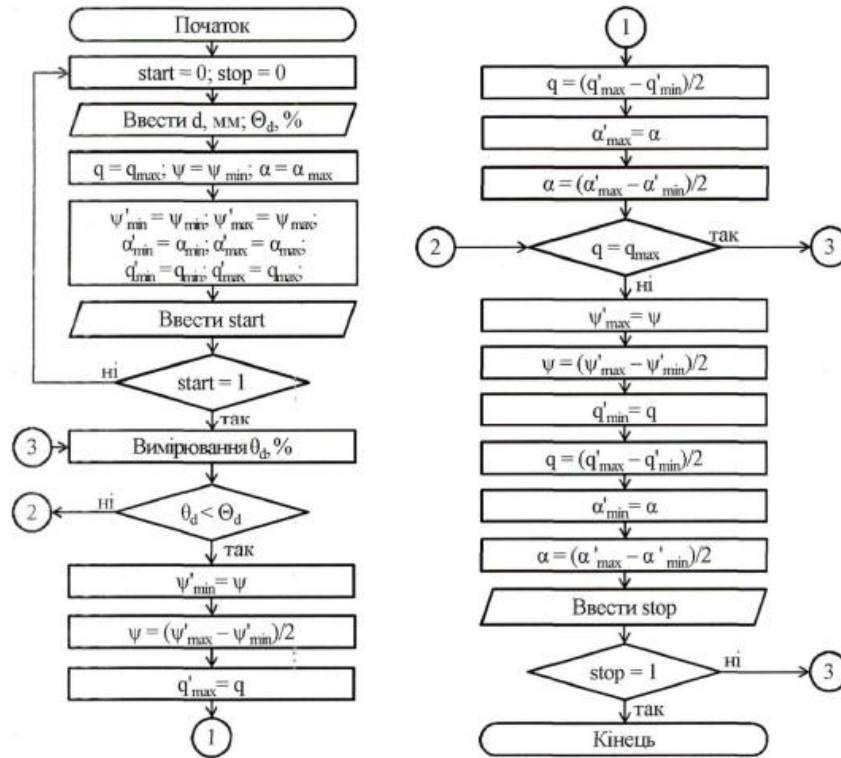 Початок
start = 0; stop = 0
Ввести d, мм; Θd, %
q = qmax; ψ = ψmin; α = αmax
ψ'min = ψmin; ψ'max = ψmax;
α'min = αmin; α'max = αmax;
q'min = qmin; q'max = qmax;
Ввести start
ні
start = 1
так
3
Вимірювання θd, %
2
ні
θd < Θd
так
ψ'min = ψ
ψ = (ψ'max – ψ'min)/2
q'max = q
1
1
q = (q'max – q'min)/2
α'max = α
α = (α'max – α'min)/2
2
q = qmax
так
3
ні
ψ'max = ψ
ψ = (ψ'max – ψ'min)/2
q'min = q
q = (q'max – q'min)/2
α'min = α
α = (α'max – α'min)/2
Ввести stop
stop = 1
ні
3
так
Кінець